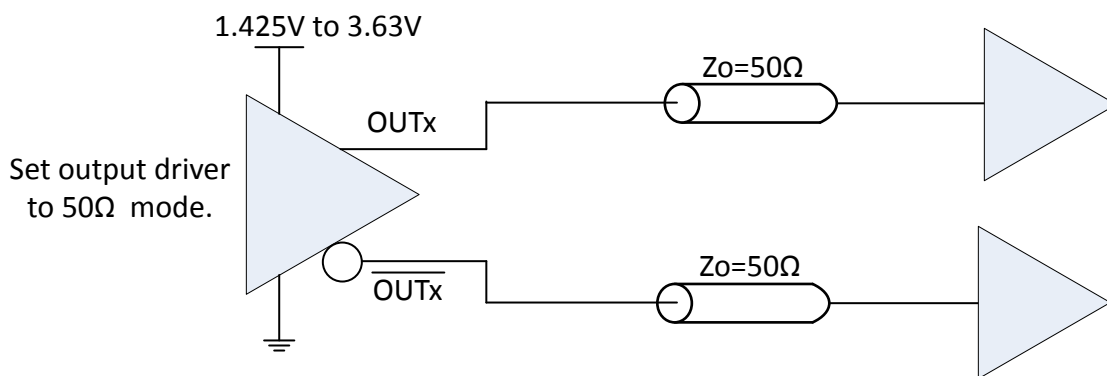 1.425V to 3.63V
Zo=50Ω
OUTx
Set output driver
to 50Ω mode.
Zo=50Ω
OUTx